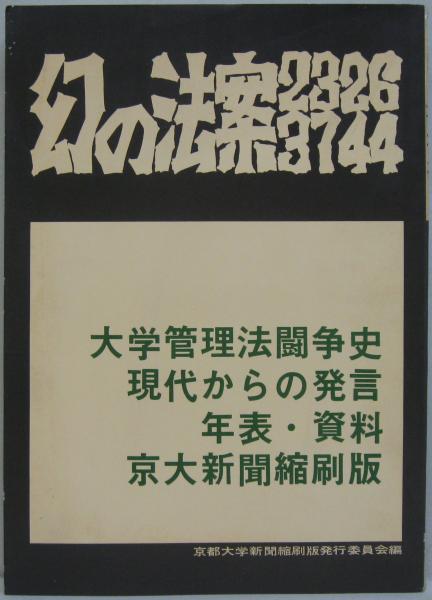 幻の法案2326
3744
大学管理法闘争史
現代からの発言
年表・資料
京大新聞縮刷版
京都大学新聞縮刷版発行委員会編